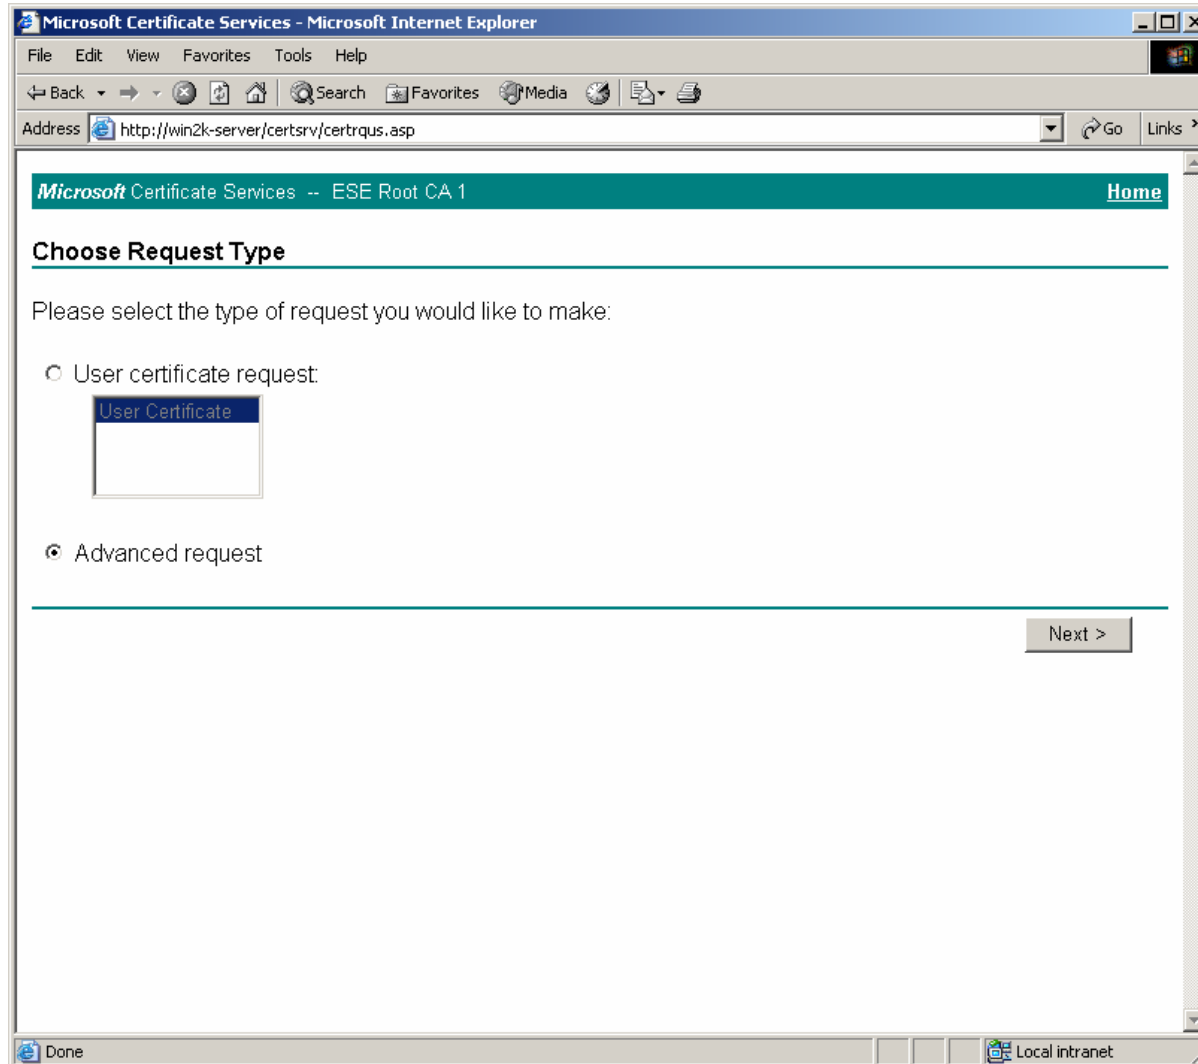 Microsoft Certificate Services - Microsoft Internet Explorer
File Edit View Favorites Tools Help
Back Search Favorites Media
Address http://win2k-server/certsrv/certrqus.asp Go Links »
Microsoft Certificate Services -- ESE Root CA 1 Home
Choose Request Type
Please select the type of request you would like to make:
User certificate request:
User Certificate
Advanced request
Next >
Done Local intranet